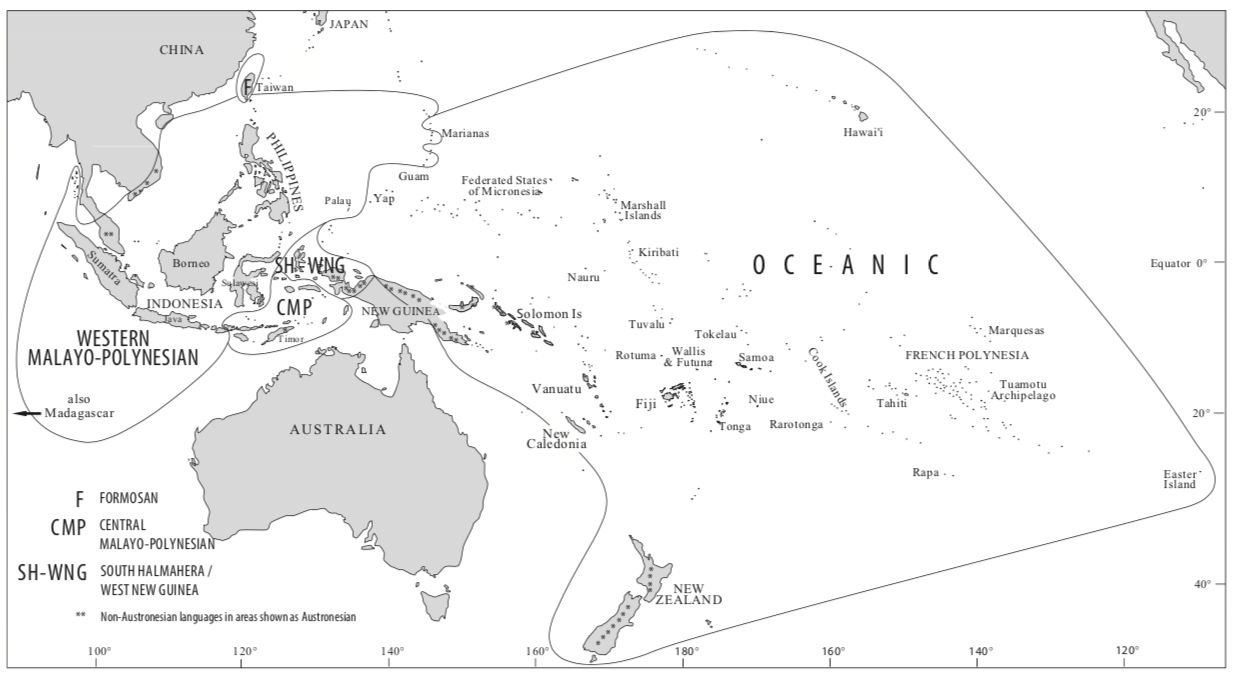 JAPAN
CHINA
F
Taiwan
20°
PHILIPPINES
Marianas
Hawai'i
Guam
Federated States
of Micronesia
Palau
Yap
Marshall
Islands
**
Kiribati
Borneo
SH-WNG
OCEANIC
Equator 0°
Sumatra
Sulawesi
Nauru
INDONESIA
CMP
NEW GUINEA
Solomon Is
Java
Tuvalu
Tokelau
Marquesas
WESTERN
MALAYO-POLYNESIAN
Timor
Rotuma
Wallis
& Futuna
Samoa
Cook Islands
FRENCH POLYNESIA
Vanuatu
Tuamotu
Archipelago
also
Madagascar
Fiji
Niue
Tahiti
20°
AUSTRALIA
New
Caledonia
Tonga
Rarotonga
Rapa
Easter
Island
F FORMOSAN
CMP CENTRAL
MALAYO-POLYNESIAN
SH-WNG SOUTH HALMAHERA /
WEST NEW GUINEA
NEW
ZEALAND
40°
** Non-Austronesian languages in areas shown as Austronesian
100° 120° 140° 160° 180° 160° 140° 120°